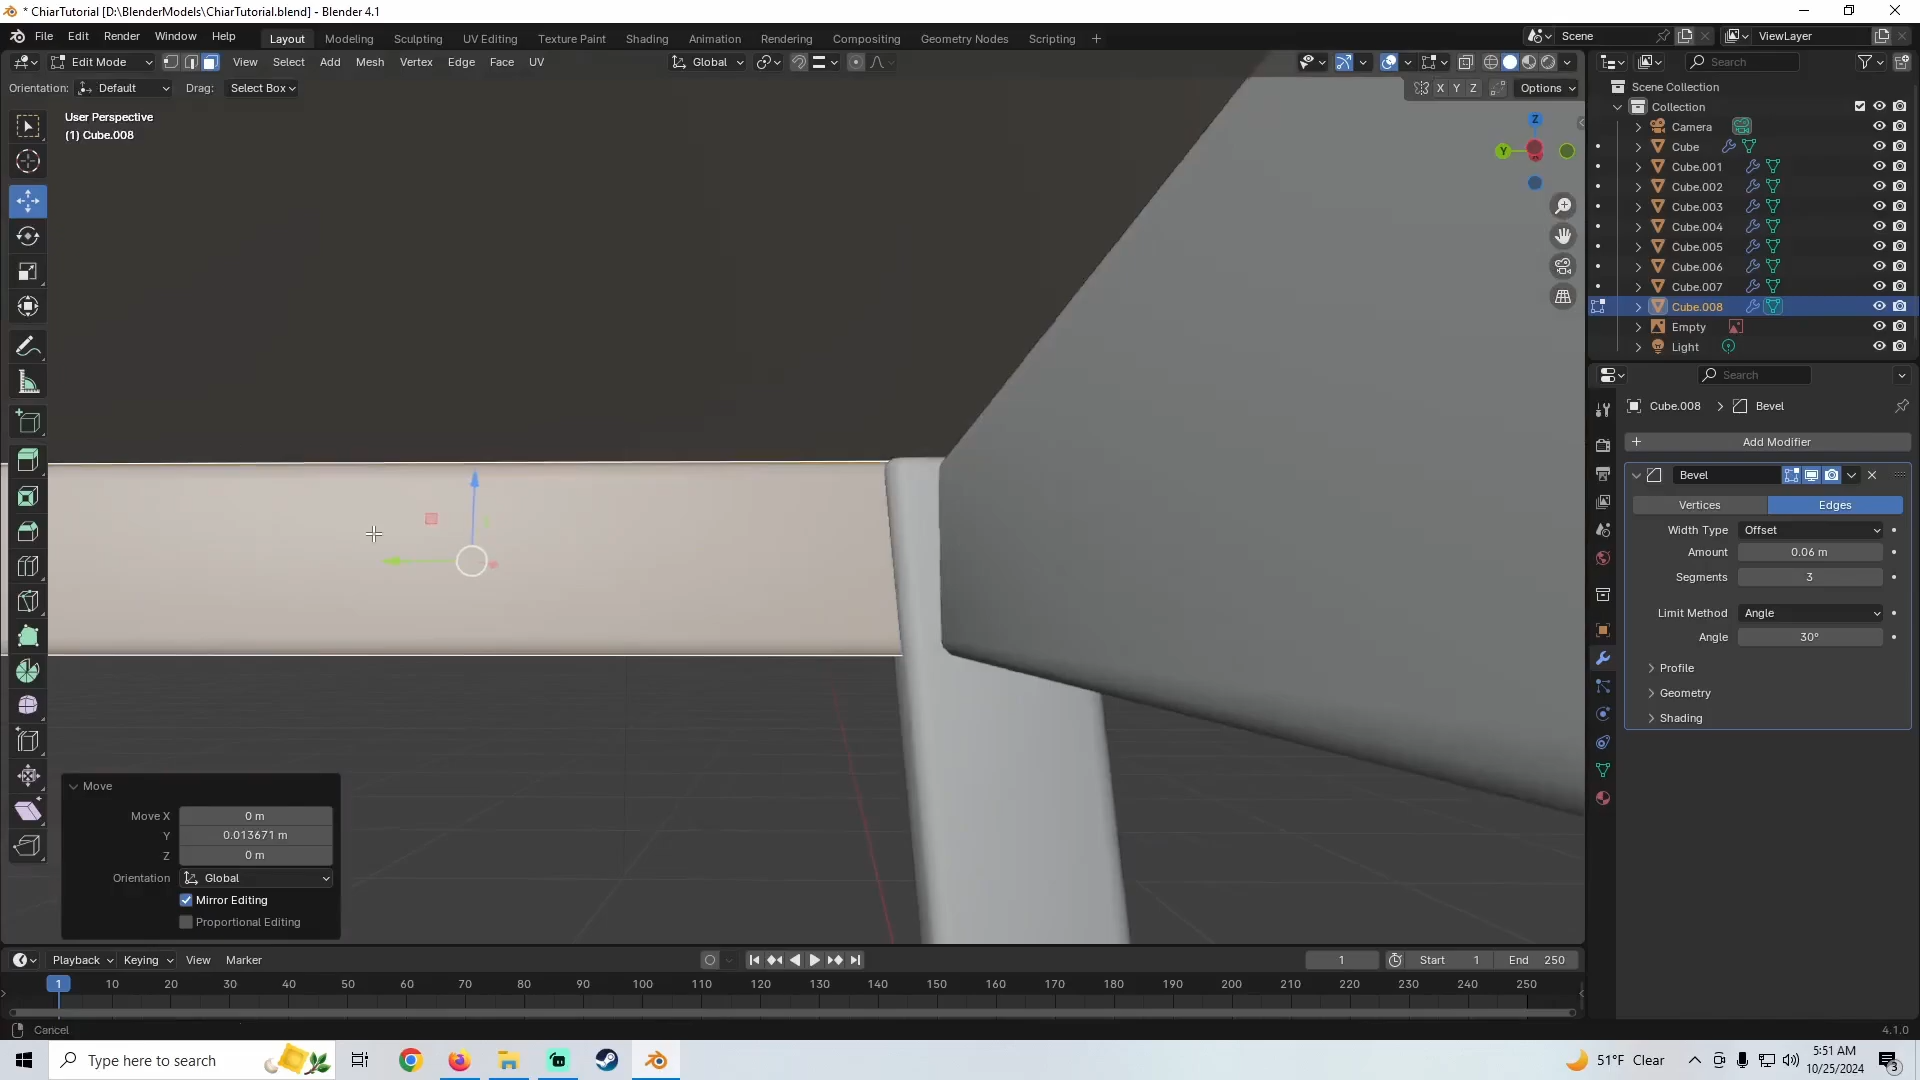 * ChiarTutorial [D:\BlenderModels\ChiarTutorial.blend] - Blender 4.1
File Edit Render Window Help
Layout Modeling Sculpting UV Editing Texture Paint Shading Animation Rendering Compositing Geometry Nodes Scripting +
Scene ViewLayer
Edit Mode View Select Add Mesh Vertex Edge Face UV Global
Search
Orientation: Default Drag: Select Box X Y Z Options
User Perspective
(1) Cube.008
Z
Y
Scene Collection
Collection
Camera
Cube
Cube.001
Cube.002
Cube.003
Cube.004
Cube.005
Cube.006
Cube.007
Cube.008
Empty
Light
Search
Cube.008 > Bevel
+ Add Modifier
Bevel
Vertices Edges
Width Type Offset
Amount 0.06 m
Segments 3
Limit Method Angle
Angle 30°
Profile
Geometry
Shading
Move
Move X 0 m
Y 0.013671 m
Z 0 m
Orientation Global
Mirror Editing
Proportional Editing
Playback Keying View Marker
1 Start 1 End 250
1 10 20 30 40 50 60 70 80 90 100 110 120 130 140 150 160 170 180 190 200 210 220 230 240 250
Cancel
4.1.0
Type here to search
51°F Clear
5:51 AM
10/25/2024
3